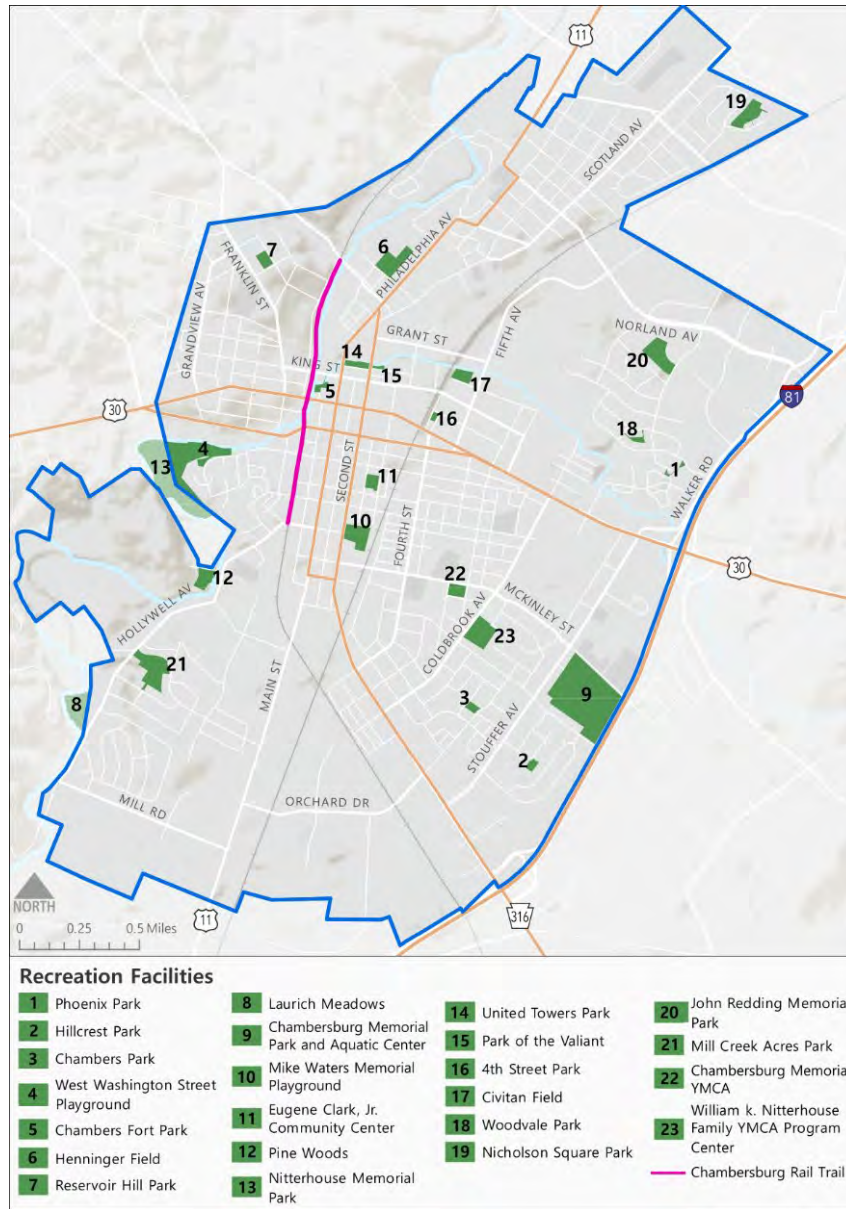 11
19
SCOTLAND AV
7
6
PHILADELPHIA AV
FRANKLIN ST
GRANDVIEW AV
NORLAND AV
GRANT ST
FIFTH AV
14
20
KING ST
15
17
5
81
30
16
18
4
13
1
SECOND ST
11
WALKER RD
10
FOURTH ST
30
12
22
HOLLYWELL AV
MCKINLEY ST
COLDBROOK AV
23
21
MAIN ST
9
8
3
STOUFFER AV
2
MILL RD
ORCHARD DR
NORTH
0 0.25 0.5 Miles
11
316
Recreation Facilities
1 Phoenix Park
2 Hillcrest Park
3 Chambers Park
4 West Washington Street
Playground
5 Chambers Fort Park
6 Henninger Field
7 Reservoir Hill Park
8 Laurich Meadows
9 Chambersburg Memorial
Park and Aquatic Center
10 Mike Waters Memorial
Playground
11 Eugene Clark, Jr.
Community Center
12 Pine Woods
13 Nitterhouse Memorial
Park
14 United Towers Park
15 Park of the Valiant
16 4th Street Park
17 Civitan Field
18 Woodvale Park
19 Nicholson Square Park
20 John Redding Memoria
Park
21 Mill Creek Acres Park
22 Chambersburg Memoria
YMCA
23 William k. Nitterhouse
Family YMCA Program
Center
Chambersburg Rail Trail